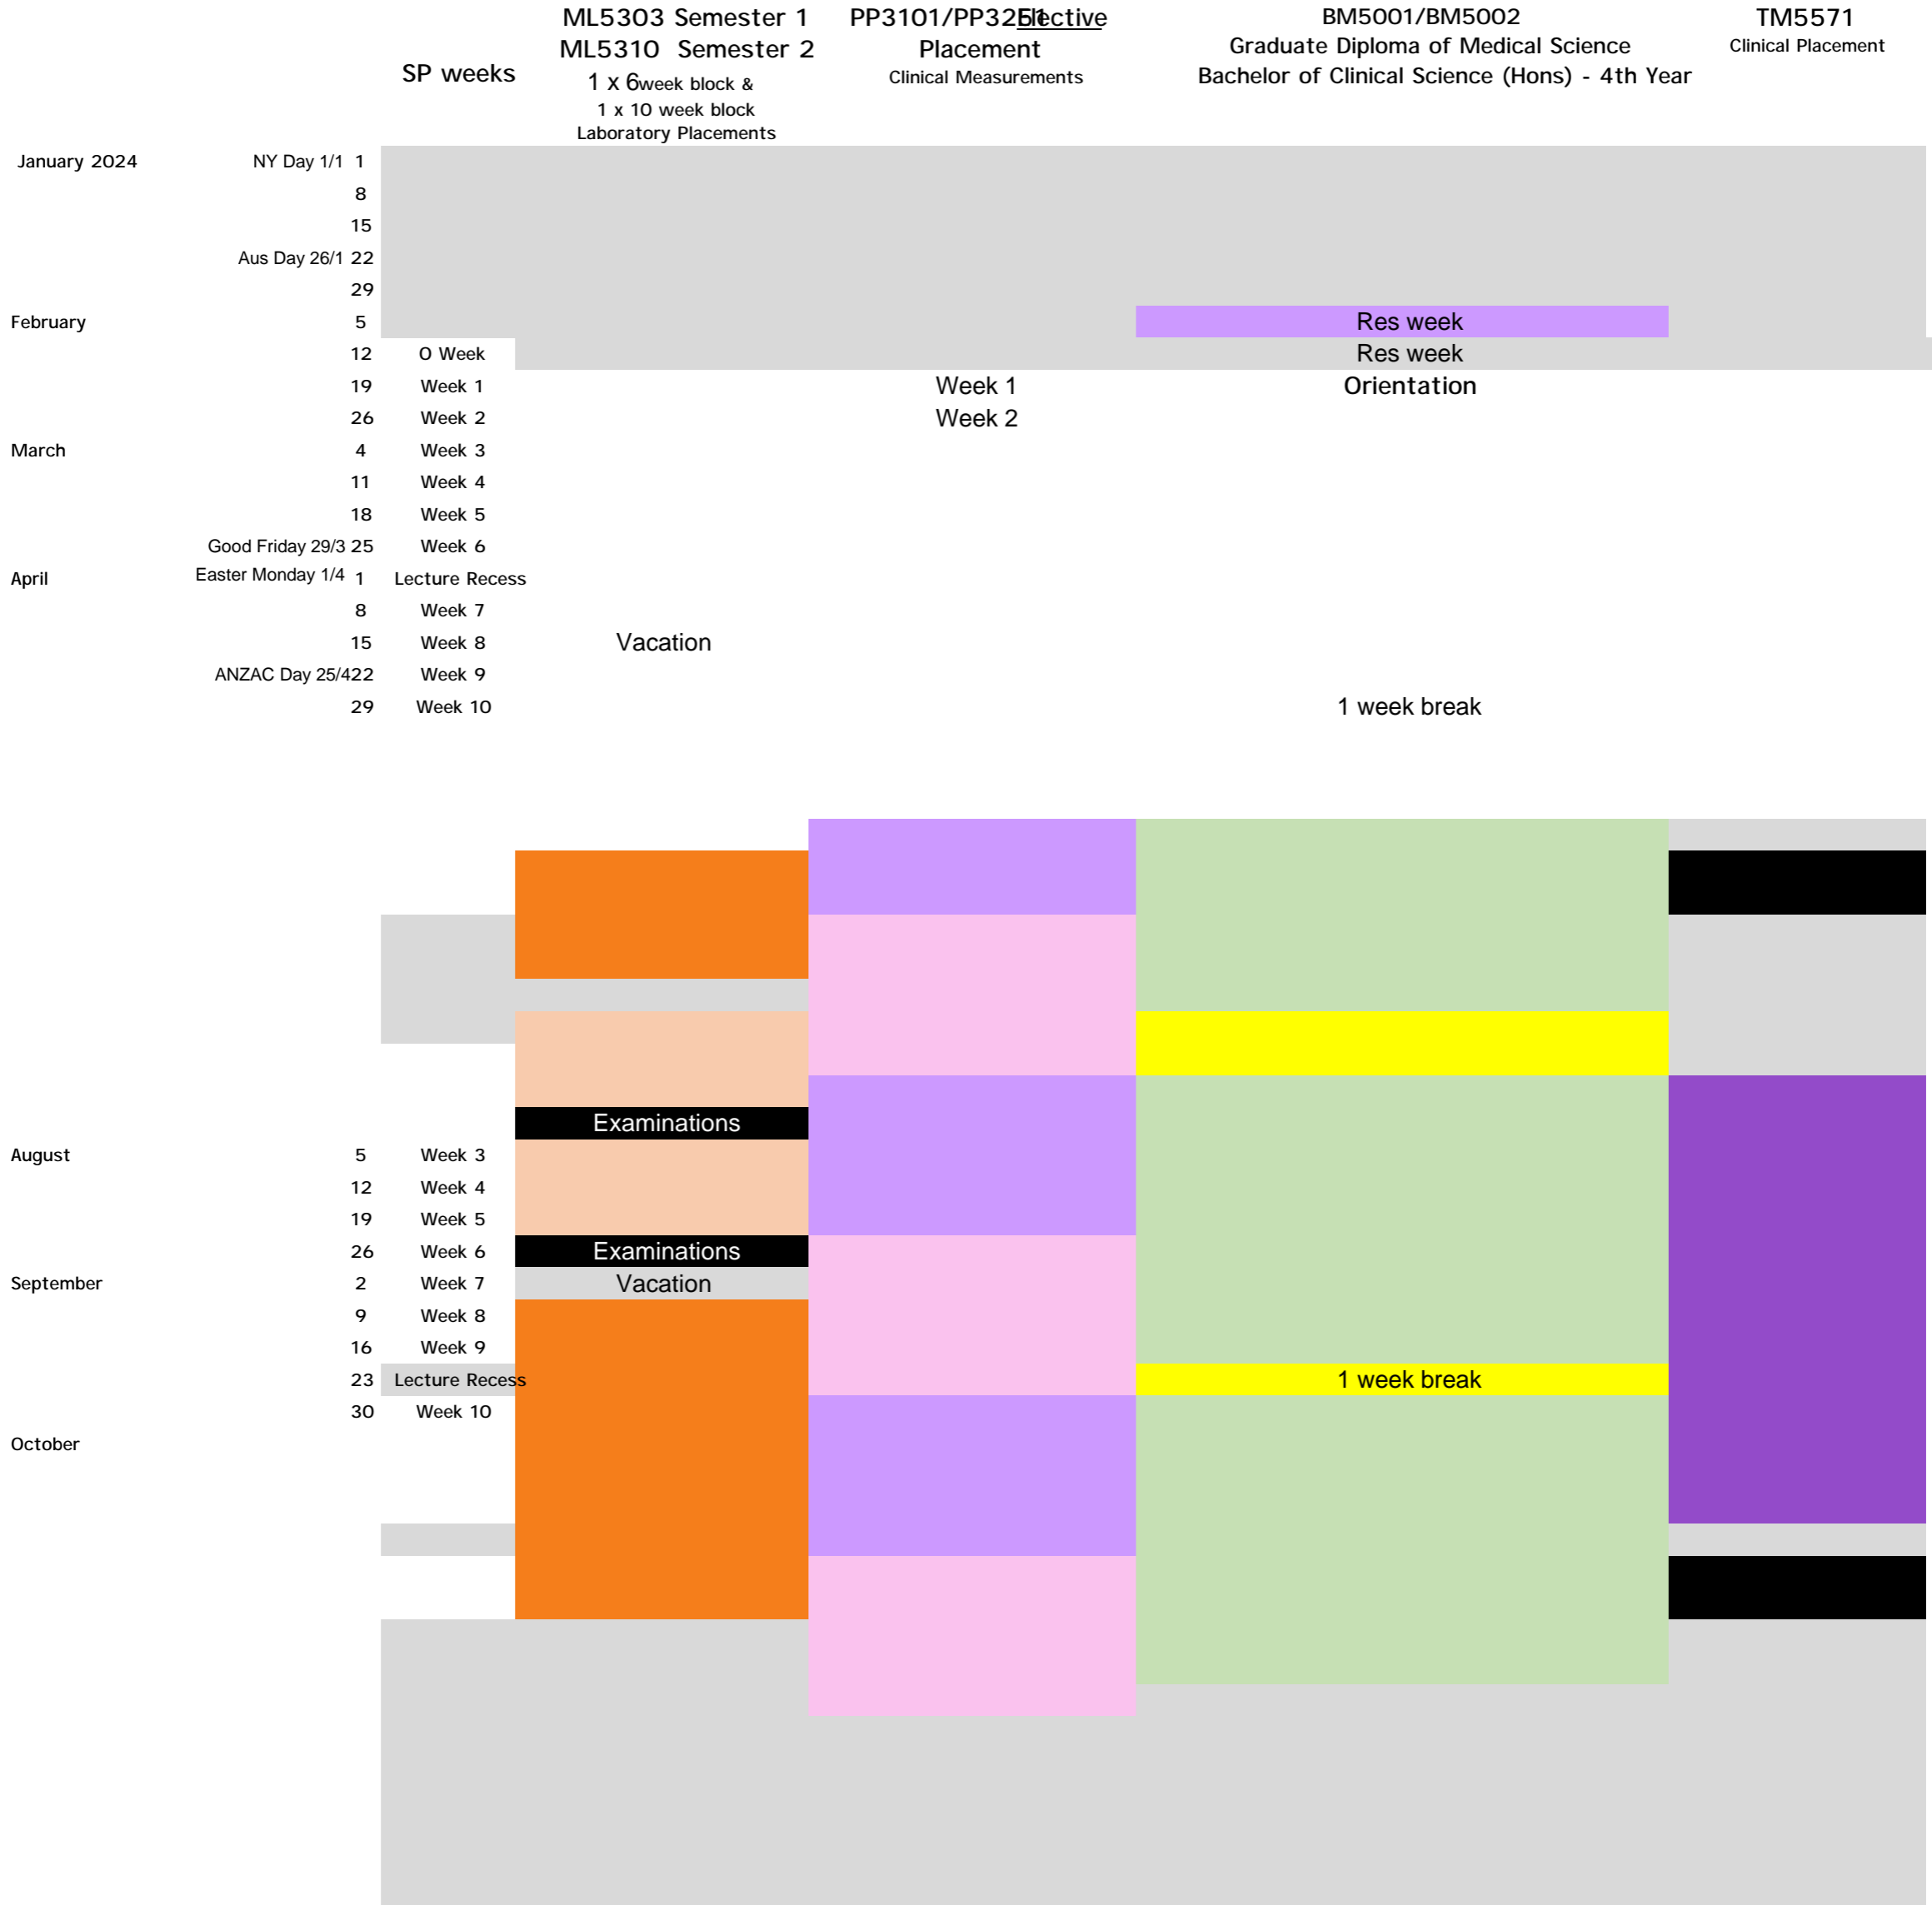 SP weeks
ML5303 Semester 1
ML5310 Semester 2
1 x 6week block &
1 x 10 week block
Laboratory Placements
PP3101/PP3251 Elective
Placement
Clinical Measurements
BM5001/BM5002
Graduate Diploma of Medical Science
Bachelor of Clinical Science (Hons) - 4th Year
TM5571
Clinical Placement
January 2024 NY Day 1/1 1
8
15
Aus Day 26/1 22
29
February 5 Res week
12 O Week Res week
19 Week 1 Week 1 Orientation
26 Week 2 Week 2
March 4 Week 3
11 Week 4
18 Week 5
Good Friday 29/3 25 Week 6
April Easter Monday 1/4 1 Lecture Recess
8 Week 7
15 Week 8 Vacation
ANZAC Day 25/4 22 Week 9
29 Week 10 1 week break
Examinations
August 5 Week 3
12 Week 4
19 Week 5
26 Week 6 Examinations
September 2 Week 7 Vacation
9 Week 8
16 Week 9
23 Lecture Recess 1 week break
30 Week 10
October